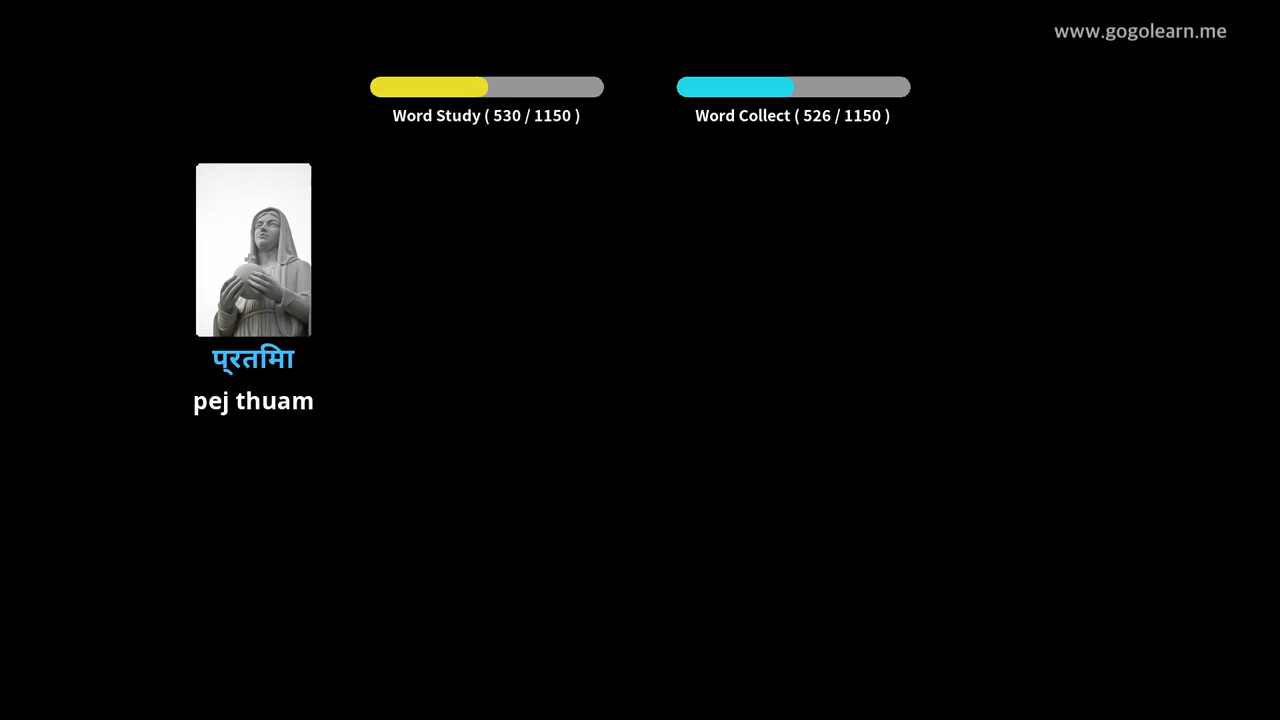 www.gogolearn.me
Word Study ( 530 / 1150 )
Word Collect ( 526 / 1150 )
प्रतिमा
pej thuam